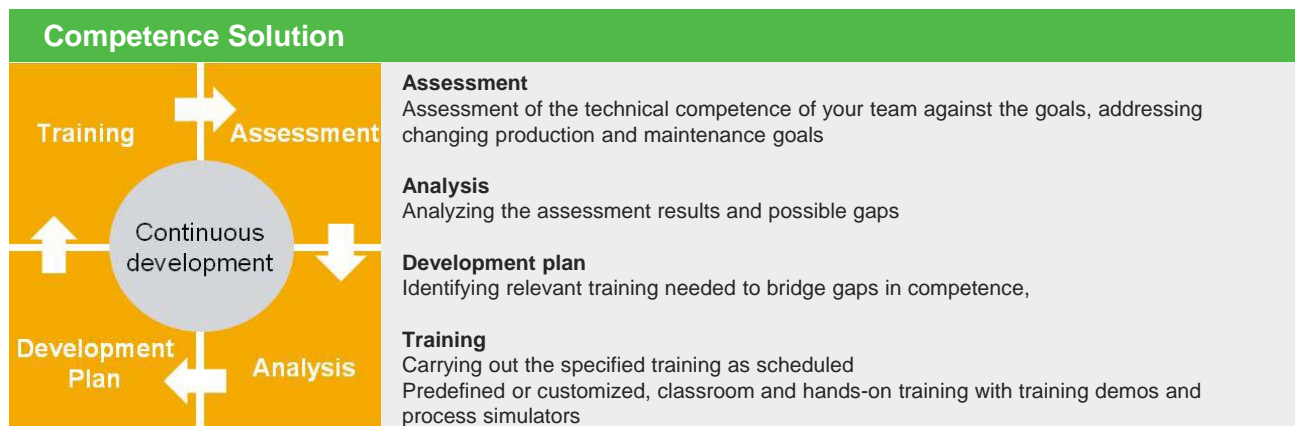 Competence Solution
Training
Assessment
Continuous
development
Development
Plan
Analysis
Assessment
Assessment of the technical competence of your team against the goals, addressing
changing production and maintenance goals
Analysis
Analyzing the assessment results and possible gaps
Development plan
Identifying relevant training needed to bridge gaps in competence,
Training
Carrying out the specified training as scheduled
Predefined or customized, classroom and hands-on training with training demos and
process simulators